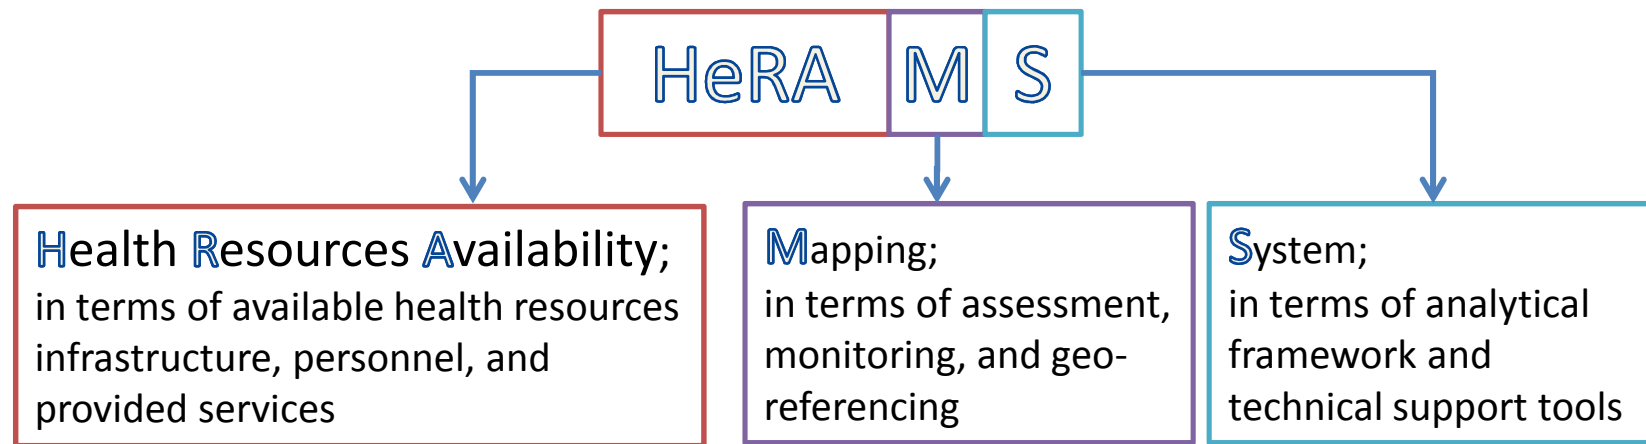 HeRA M S
Health Resources Availability;
in terms of available health resources
infrastructure, personnel, and
provided services
Mapping;
in terms of assessment,
monitoring, and geo-
referencing
System;
in terms of analytical
framework and
technical support tools